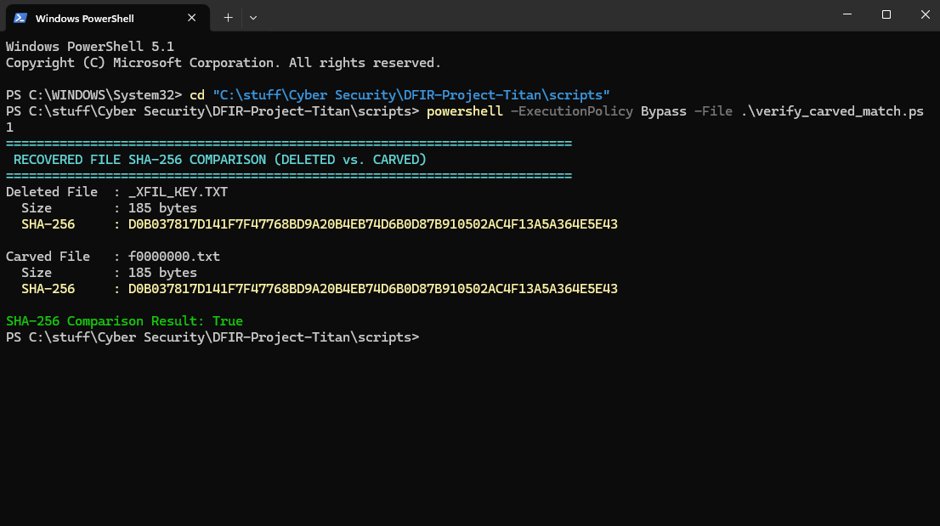 Windows PowerShell
Windows PowerShell 5.1
Copyright (C) Microsoft Corporation. All rights reserved.
PS C:\WINDOWS\System32> cd "C:\stuff\Cyber Security\DFIR-Project-Titan\scripts"
PS C:\stuff\Cyber Security\DFIR-Project-Titan\scripts> powershell -ExecutionPolicy Bypass -File .\verify_carved_match.ps
1
==========================================================================
RECOVERED FILE SHA-256 COMPARISON (DELETED vs. CARVED)
==========================================================================
Deleted File : _XFIL_KEY.TXT
Size : 185 bytes
SHA-256 : D0B037817D141F7F47768BD9A20B4EB74D6B0D87B910502AC4F13A5A364E5E43
Carved File : f0000000.txt
Size : 185 bytes
SHA-256 : D0B037817D141F7F47768BD9A20B4EB74D6B0D87B910502AC4F13A5A364E5E43
SHA-256 Comparison Result: True
PS C:\stuff\Cyber Security\DFIR-Project-Titan\scripts>